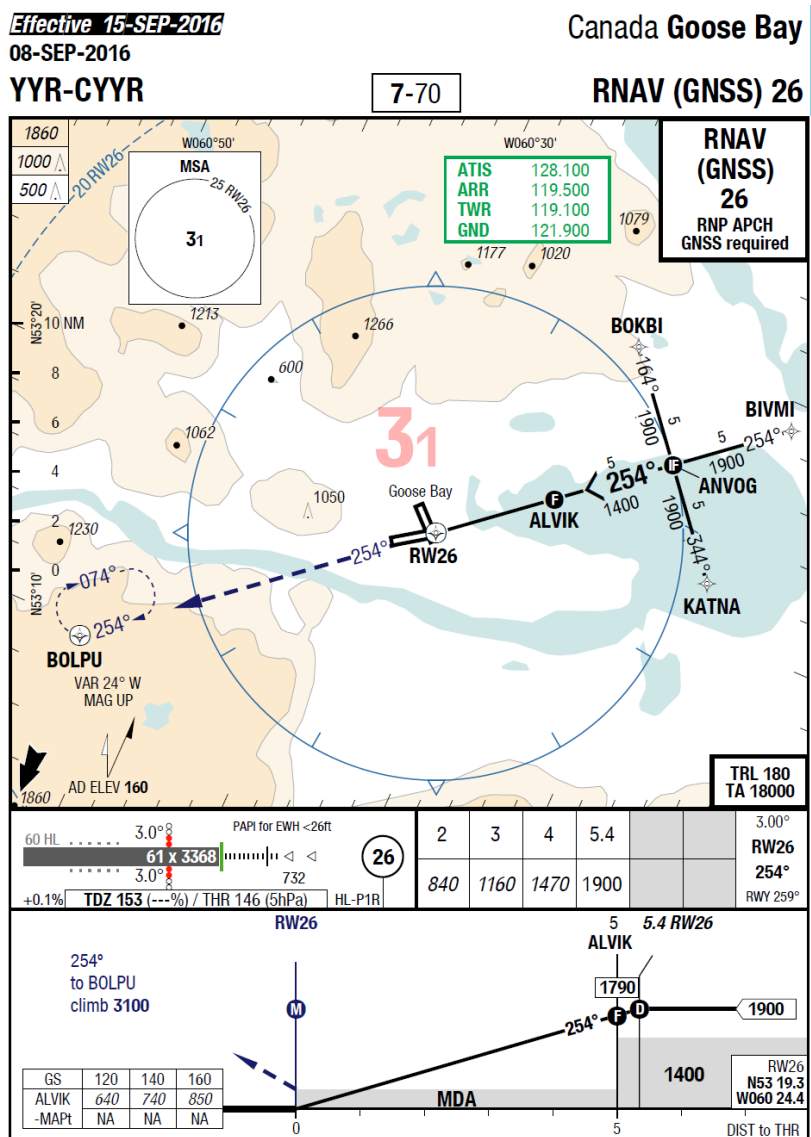 Effective 15-SEP-2016
Canada Goose Bay
08-SEP-2016
YYR-CYYR
7-70
RNAV (GNSS) 26
1860
1000
500
20 RW26
W060°50'
W060°30'
MSA
25 RW26
31
ATIS 128.100
ARR 119.500
TWR 119.100
GND 121.900
RNAV
(GNSS)
26
RNP APCH
GNSS required
1079
1177
1020
N53°20'
10 NM
1213
1266
BOKBI
8
600
164°
BIVMI
6
1062
31
1900
5
5
254°
1900
4
1050
Goose Bay
5
254°
1400
IF
ANVOG
F
ALVIK
1900
5
2
1230
RW26
344°
254°
0
KATNA
N53°10'
074°
254°
BOLPU
VAR 24° W
MAG UP
AD ELEV 160
1860
TRL 180
TA 18000
60 HL
3.0°
PAPI for EWH <26ft
61 x 3368
26
3.0°
732
+0.1%
TDZ 153 (---%) / THR 146 (5hPa)
HL-P1R
2 3 4 5.4
840 1160 1470 1900
3.00°
RW26
254°
RWY 259°
RW26
5
5.4 RW26
ALVIK
254°
to BOLPU
climb 3100
M
1790
254°
F
D
1900
1400
MDA
RW26
N53 19.3
W060 24.4
GS 120 140 160
ALVIK 640 740 850
-MAPt NA NA NA
0
5
DIST to THR